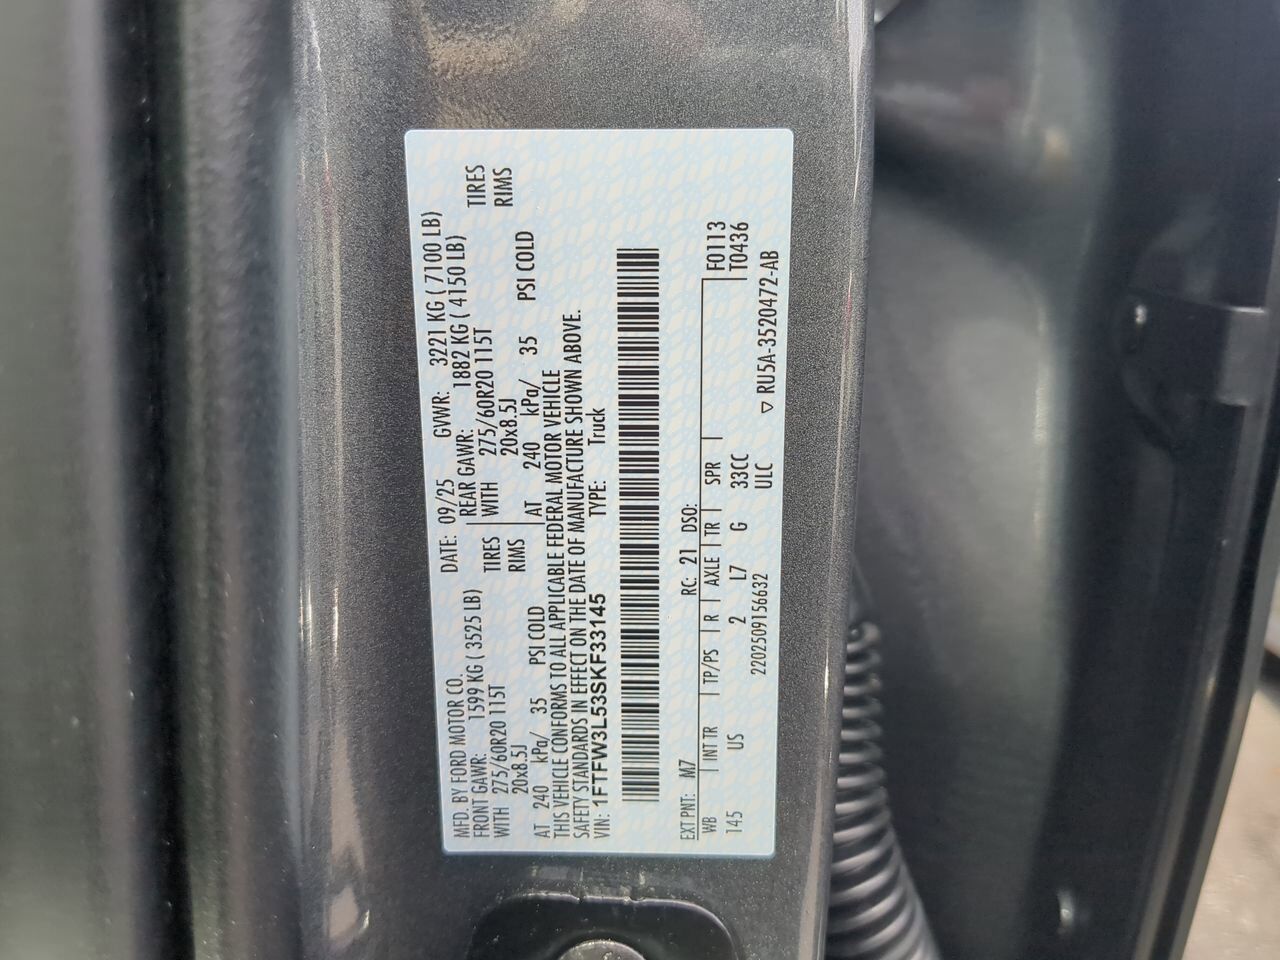 MFD. BY FORD MOTOR CO.
DATE: 09/25 GVWR: 3221 KG ( 7100 LB)
FRONT GAWR: 1599 KG ( 3525 LB)
REAR GAWR: 1882 KG ( 4150 LB)
WITH 275/60R20 115T TIRES
WITH 275/60R20 115T TIRES
20x8.5J RIMS
20x8.5J RIMS
AT 240 kPa/ 35 PSI COLD
AT 240 kPa/ 35 PSI COLD
THIS VEHICLE CONFORMS TO ALL APPLICABLE FEDERAL MOTOR VEHICLE
SAFETY STANDARDS IN EFFECT ON THE DATE OF MANUFACTURE SHOWN ABOVE.
VIN: 1FTFW3L53SKF33145 TYPE: Truck
EXT PNT: M7 RC: 21 DSO:
WB INT TR TP/PS R AXLE TR SPR F0113
145 US 2 L7 G 33CC T0436
2202509156632 ULC ▽ RU5A-3520472-AB